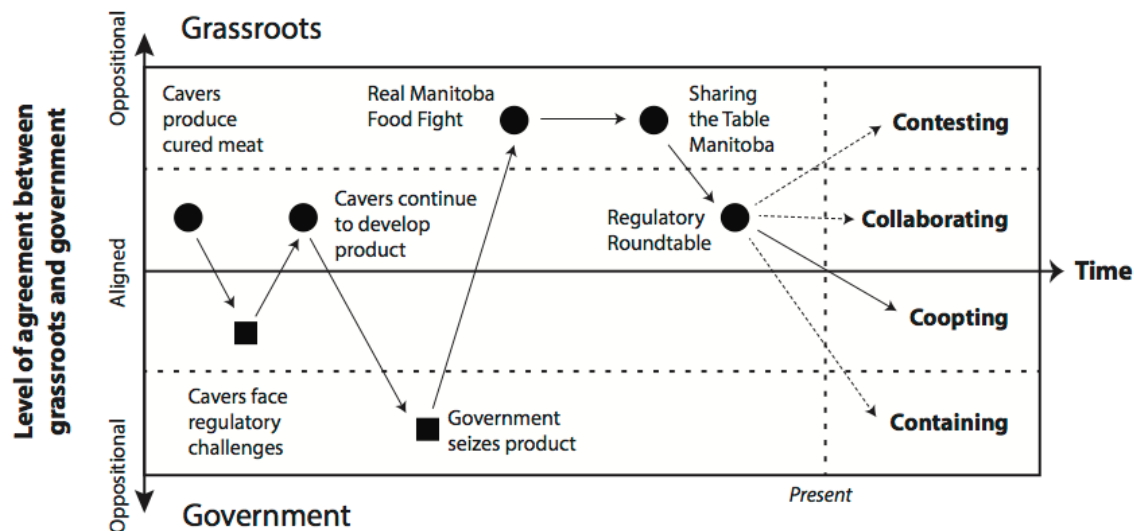 Grassroots
Level of agreement between
grassroots and government
Oppositional
Aligned
Oppositional
Cavers
produce
cured meat
Real Manitoba
Food Fight
Sharing
the Table
Manitoba
Contesting
Cavers continue
to develop
product
Regulatory
Roundtable
Collaborating
Time
Coopting
Cavers face
regulatory
challenges
Government
seizes product
Containing
Present
Government